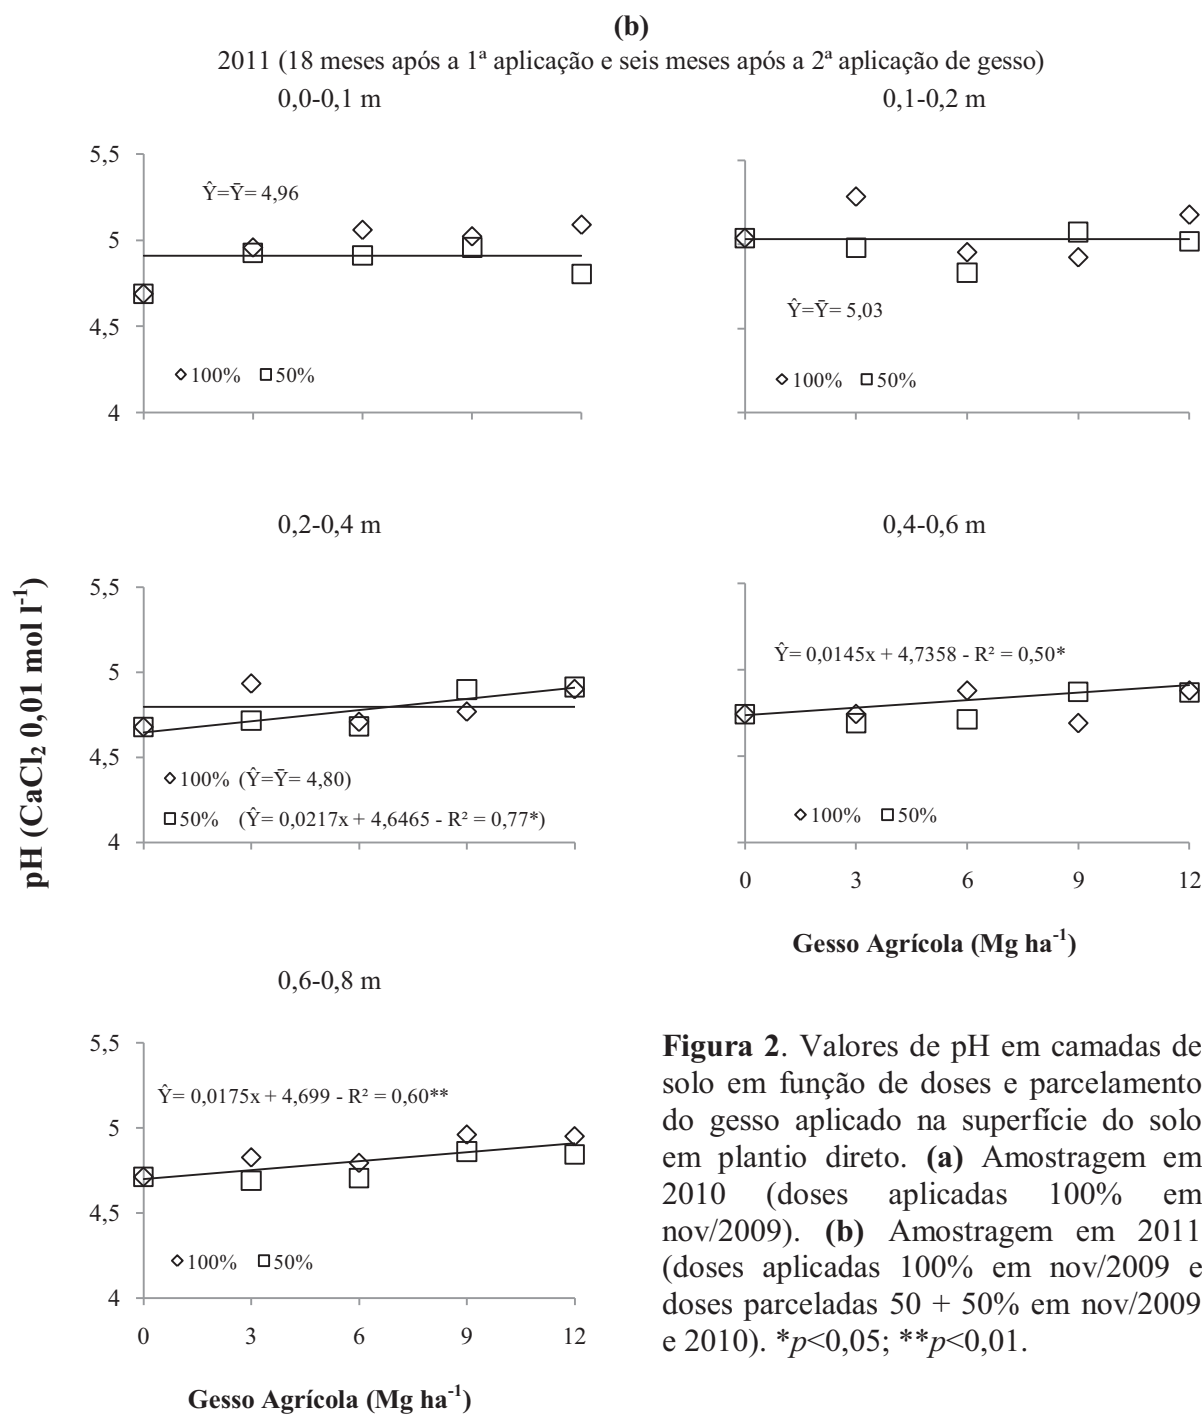 (b)
2011 (18 meses após a 1ª aplicação e seis meses após a 2ª aplicação de gesso)
0,0-0,1 m
5,5
5
4,5
4
Ŷ=Ȳ= 4,96
100% 50%
0,1-0,2 m
Ŷ=Ȳ= 5,03
100% 50%
pH (CaCl₂ 0,01 mol l⁻¹)
0,2-0,4 m
5,5
5
4,5
4
100% (Ŷ=Ȳ= 4,80)
50% (Ŷ= 0,0217x + 4,6465 - R² = 0,77*)
0,4-0,6 m
Ŷ= 0,0145x + 4,7358 - R² = 0,50*
100% 50%
0 3 6 9 12
Gesso Agrícola (Mg ha⁻¹)
0,6-0,8 m
5,5
5
4,5
4
Ŷ= 0,0175x + 4,699 - R² = 0,60**
100% 50%
0 3 6 9 12
Gesso Agrícola (Mg ha⁻¹)
Figura 2. Valores de pH em camadas de
solo em função de doses e parcelamento
do gesso aplicado na superfície do solo
em plantio direto. (a) Amostragem em
2010 (doses aplicadas 100% em
nov/2009). (b) Amostragem em 2011
(doses aplicadas 100% em nov/2009 e
doses parceladas 50 + 50% em nov/2009
e 2010). *p<0,05; **p<0,01.